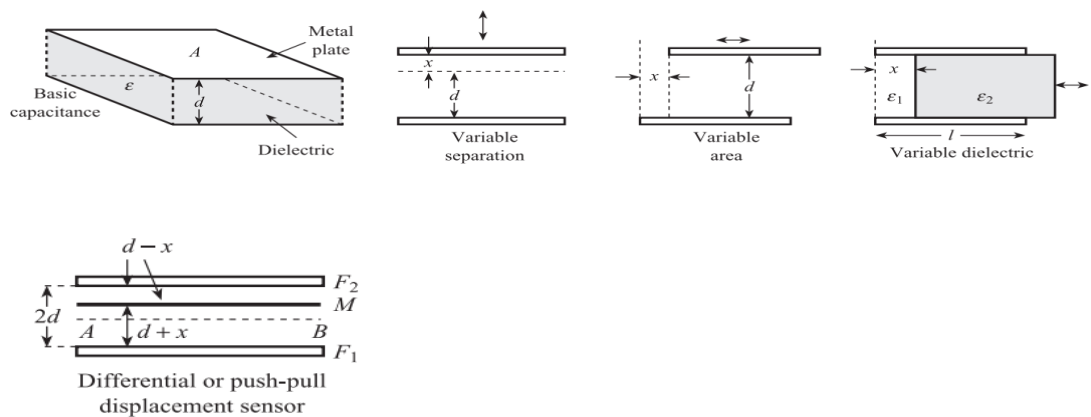 Metal
plate
A
ε
d
Basic
capacitance
Dielectric
x
d
Variable
separation
x
d
Variable
area
x
ε1
ε2
l
Variable dielectric
d − x
F2
M
2d
A
d + x
B
F1
Differential or push-pull
displacement sensor